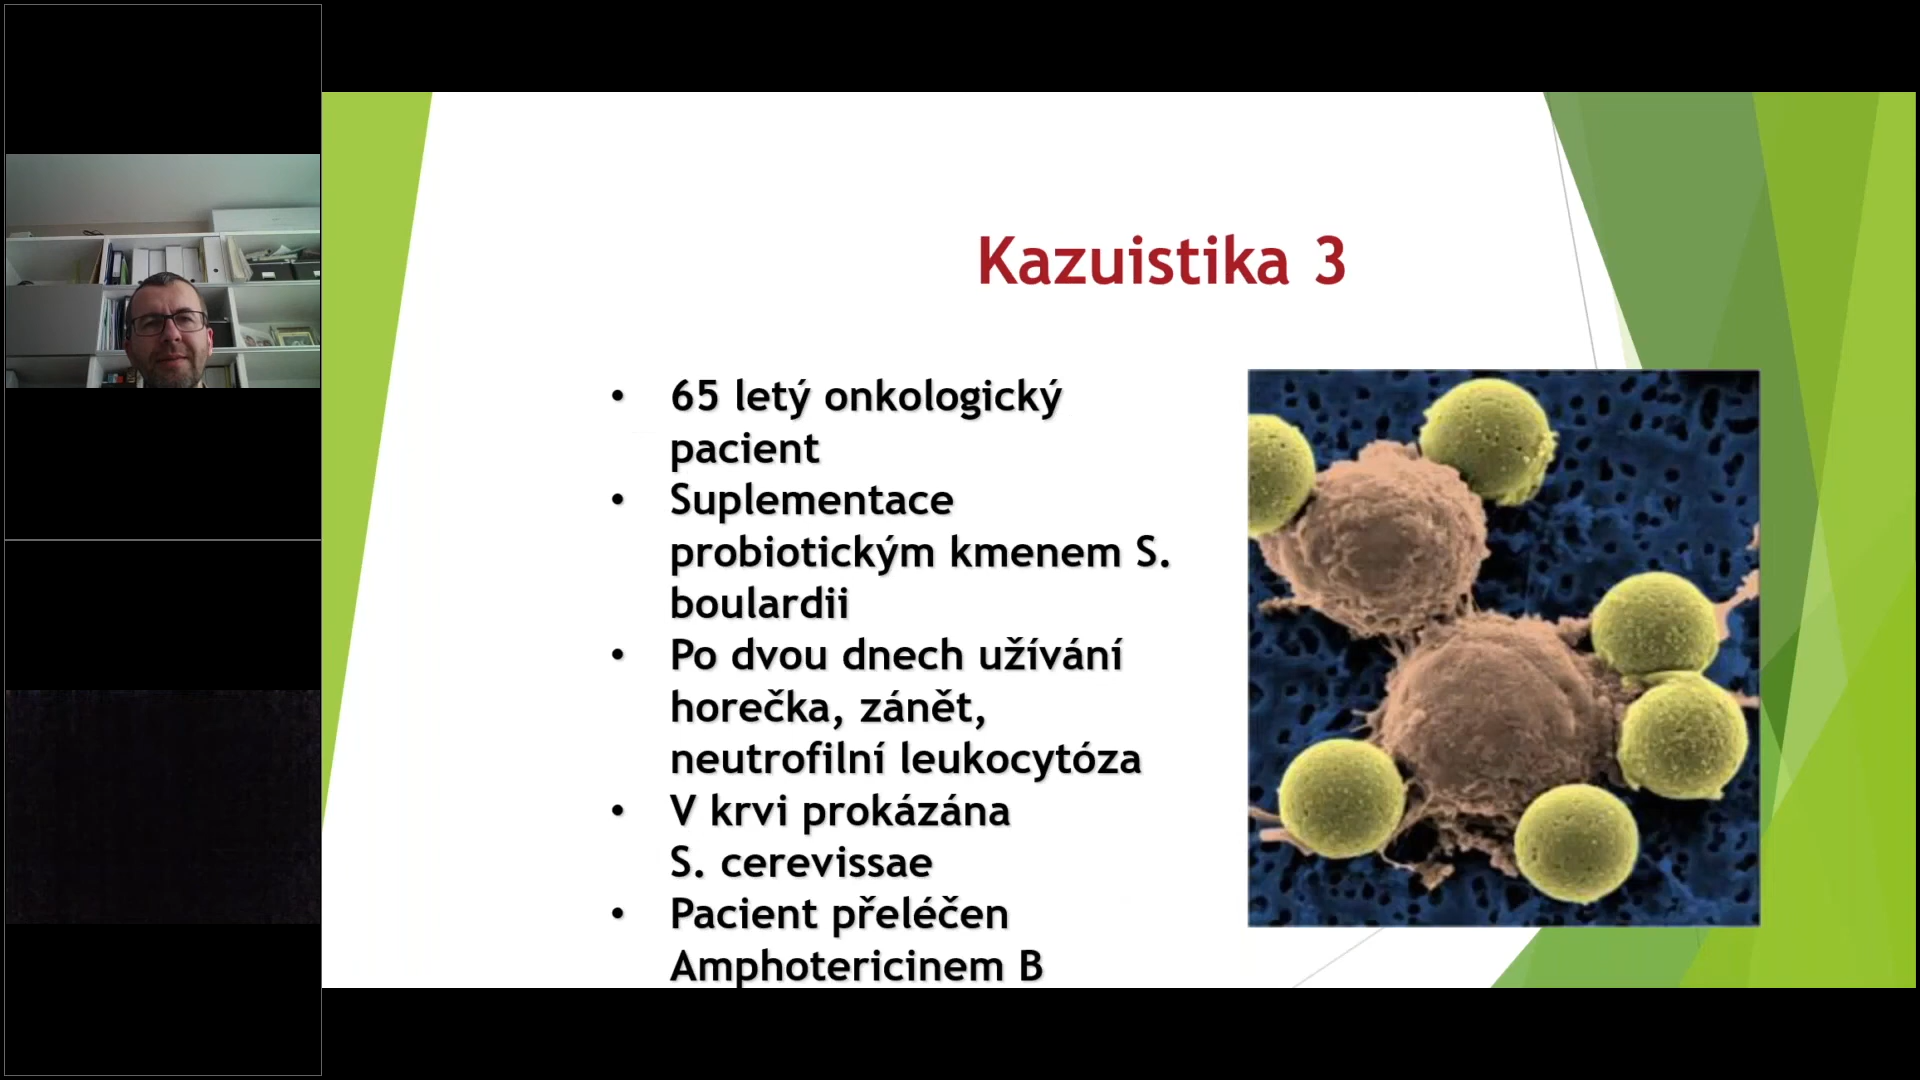 Kazuistika 3
• 65 letý onkologický
pacient
• Suplementace
probiotickým kmenem S.
boulardii
• Po dvou dnech užívání
horečka, zánět,
neutrofilní leukocytóza
• V krvi prokázána
S. cerevissae
• Pacient přeléčen
Amphotericinem B